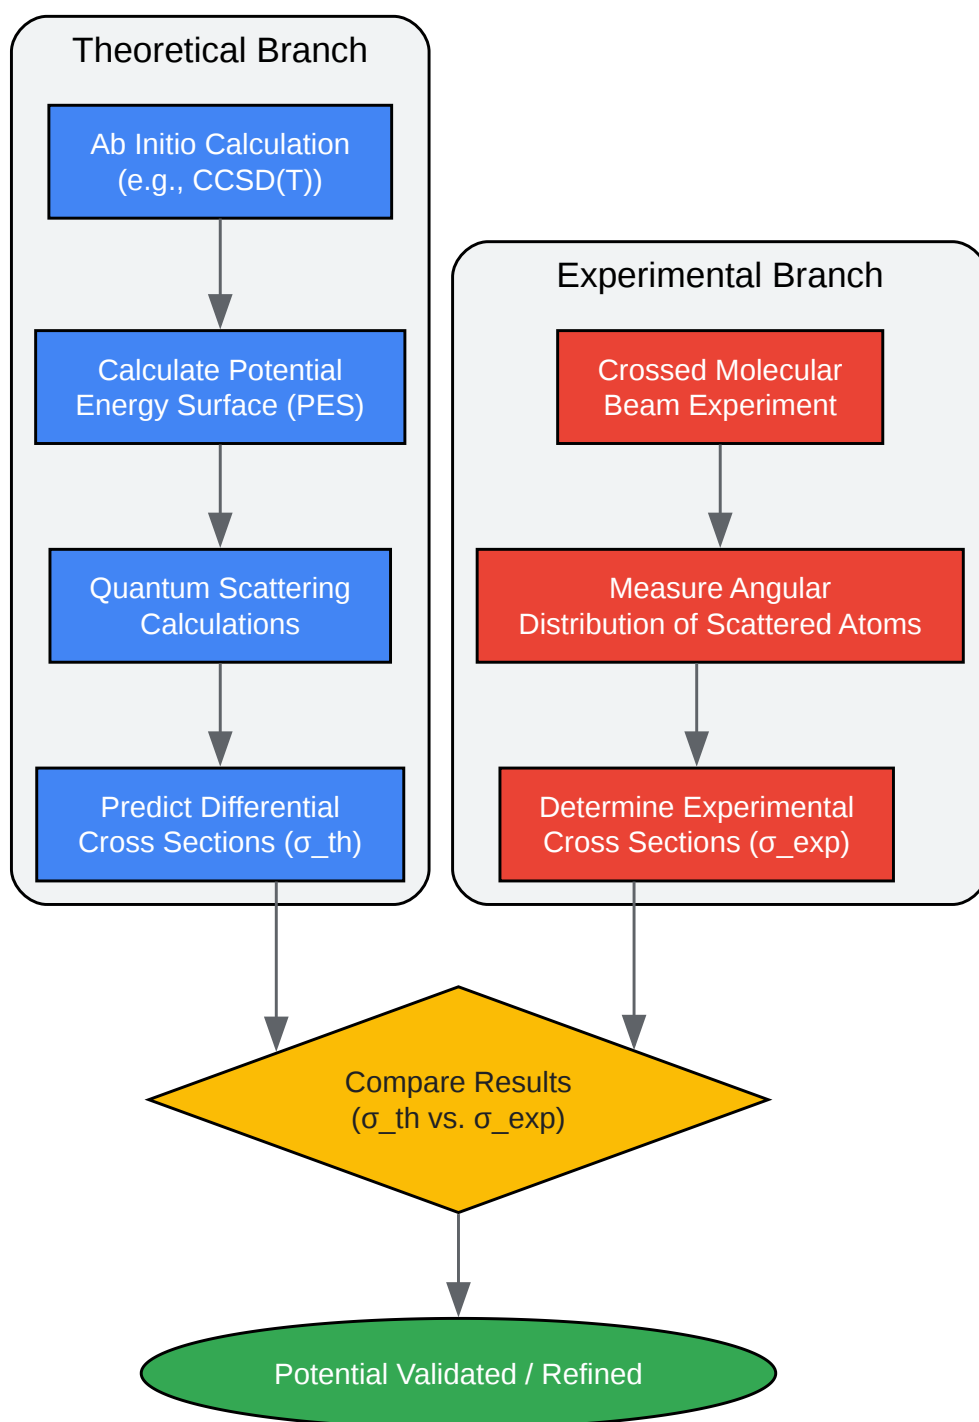 Theoretical Branch
Ab Initio Calculation
(e.g., CCSD(T))
Calculate Potential
Energy Surface (PES)
Quantum Scattering
Calculations
Predict Differential
Cross Sections (σ_th)
Experimental Branch
Crossed Molecular
Beam Experiment
Measure Angular
Distribution of Scattered Atoms
Determine Experimental
Cross Sections (σ_exp)
Compare Results
(σ_th vs. σ_exp)
Potential Validated / Refined